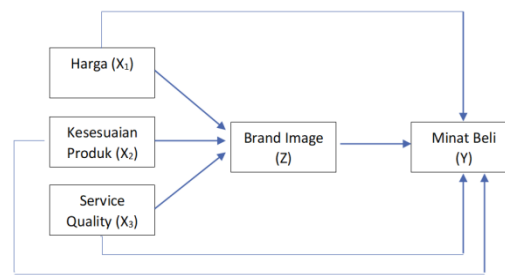 Harga (X₁)
Kesesuaian
Produk (X₂)
Service
Quality (X₃)
Brand Image
(Z)
Minat Beli
(Y)